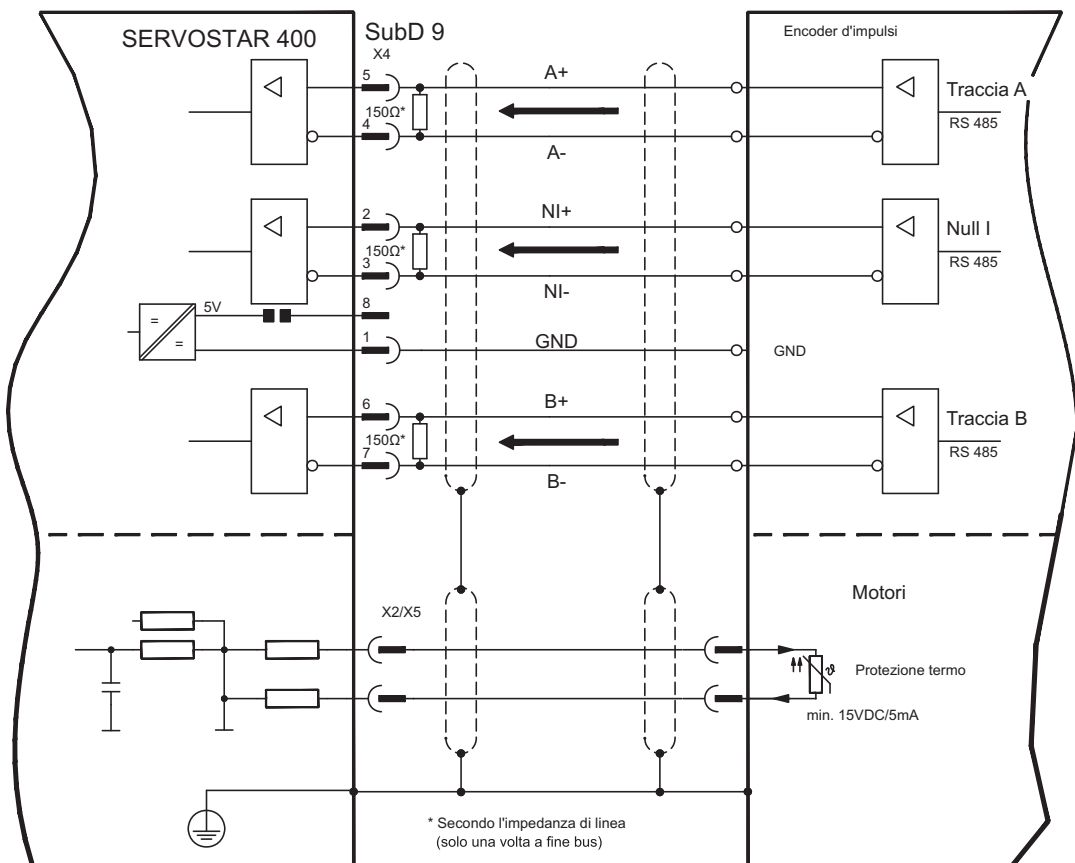 SERVOSTAR 400
SubD 9
X4
Encoder d'impulsi
5
150Ω*
4
A+
A-
Traccia A
RS 485
2
150Ω*
3
NI+
NI-
Null I
RS 485
5V
=
=
8
1
GND
GND
6
150Ω*
7
B+
B-
Traccia B
RS 485
Motori
X2/X5
ϑ
Protezione termo
min. 15VDC/5mA
* Secondo l'impedanza di linea
(solo una volta a fine bus)